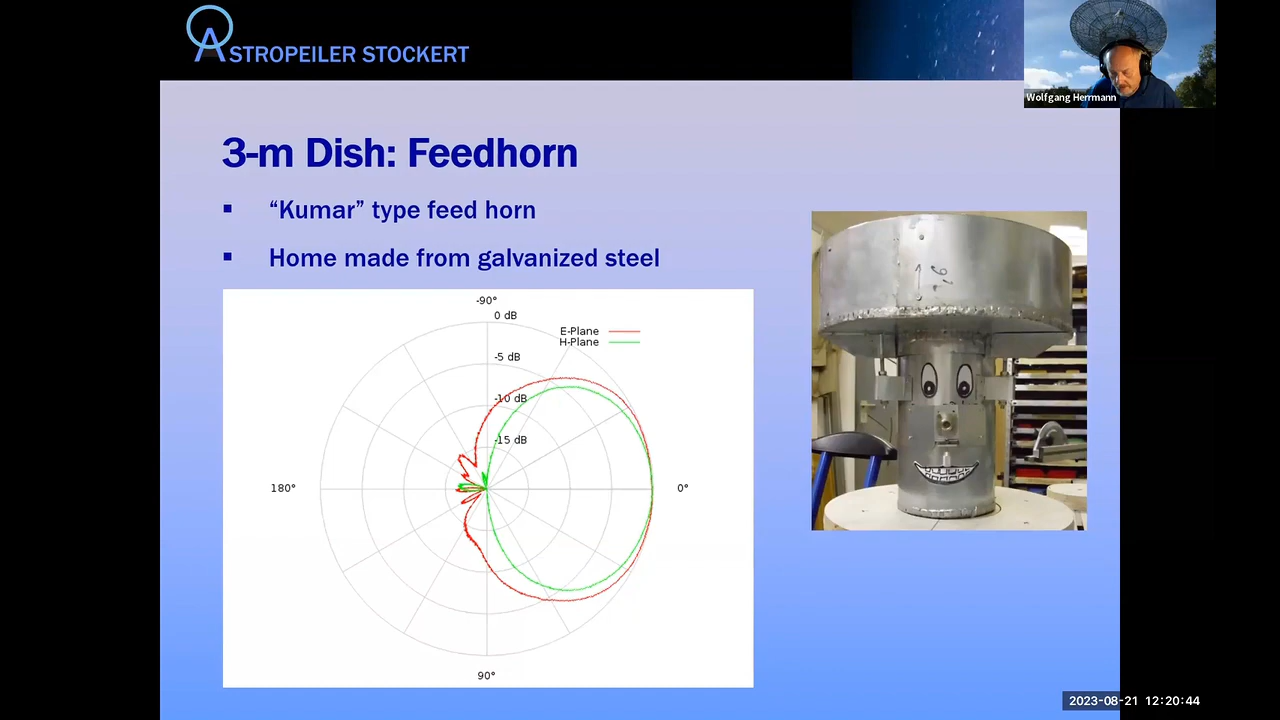 ASTROPEILER STOCKERT
Wolfgang Herrmann
3-m Dish: Feedhorn
▪ “Kumar” type feed horn
▪ Home made from galvanized steel
-90°
0 dB
E-Plane
H-Plane
-5 dB
-10 dB
-15 dB
180°
0°
90°
2023-08-21 12:20:44